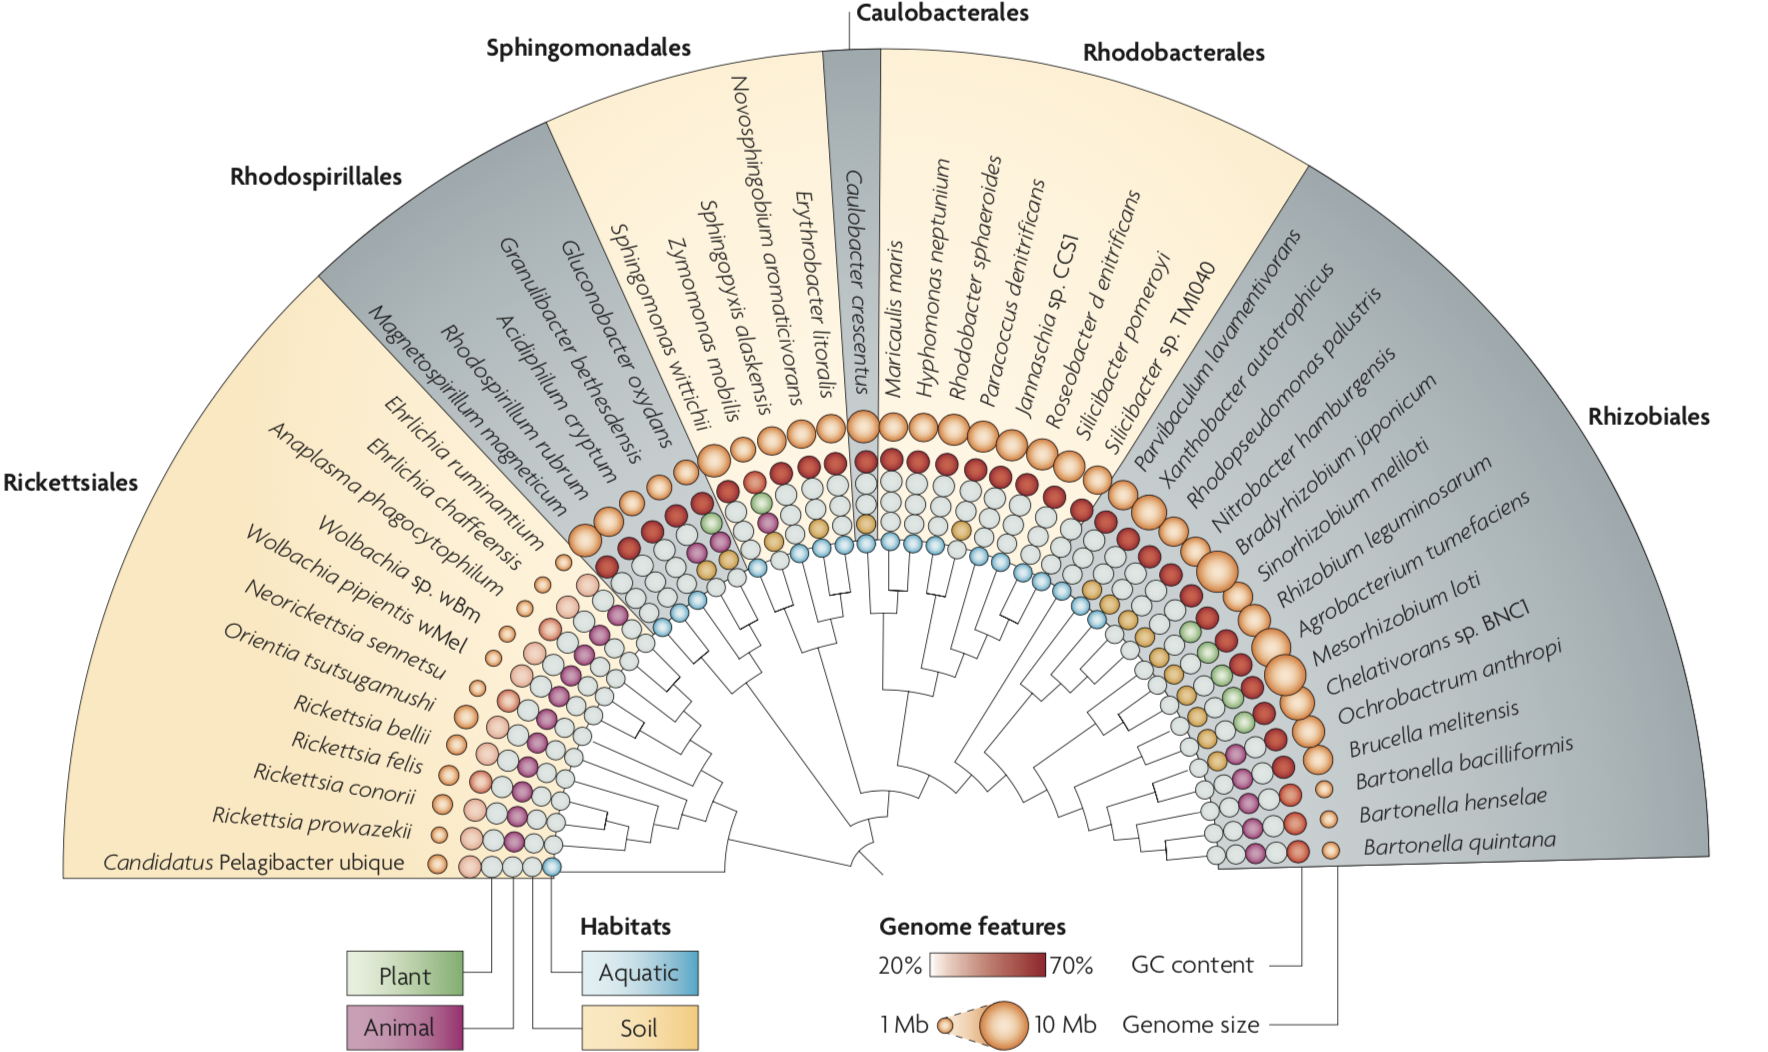 Caulobacterales
Sphingomonadales
Rhodobacterales
Rhodospirillales
Rhizobiales
Rickettsiales
Candidatus Pelagibacter ubique
Rickettsia prowazekii
Rickettsia conorii
Rickettsia felis
Rickettsia bellii
Orientia tsutsugamushi
Neorickettsia sennetsu
Wolbachia pipientis wMel
Wolbachia sp. wBm
Anaplasma phagocytophilum
Ehrlichia chaffeensis
Ehrlichia ruminantium
Magnetospirillum magneticum
Rhodospirillum rubrum
Acidiphilum cryptum
Granulibacter bethesdensis
Gluconobacter oxydans
Sphingomonas wittichii
Zymomonas mobilis
Sphingopyxis alaskensis
Novosphingobium aromaticivorans
Erythrobacter litoralis
Caulobacter crescentus
Maricaulis maris
Hyphomonas neptunium
Rhodobacter sphaeroides
Paracoccus denitrificans
Jannaschia sp. CCS1
Roseobacter d enitrificans
Silicibacter pomeroyi
Silicibacter sp. TM1040
Parvibaculum lavamentivorans
Xanthobacter autotrophicus
Rhodopseudomonas palustris
Nitrobacter hamburgensis
Bradyrhizobium japonicum
Sinorhizobium meliloti
Rhizobium leguminosarum
Agrobacterium tumefaciens
Mesorhizobium loti
Chelativorans sp. BNC1
Ochrobactrum anthropi
Brucella melitensis
Bartonella bacilliformis
Bartonella henselae
Bartonella quintana
Habitats
Plant
Aquatic
Animal
Soil
Genome features
20% 70% GC content
1 Mb 10 Mb Genome size